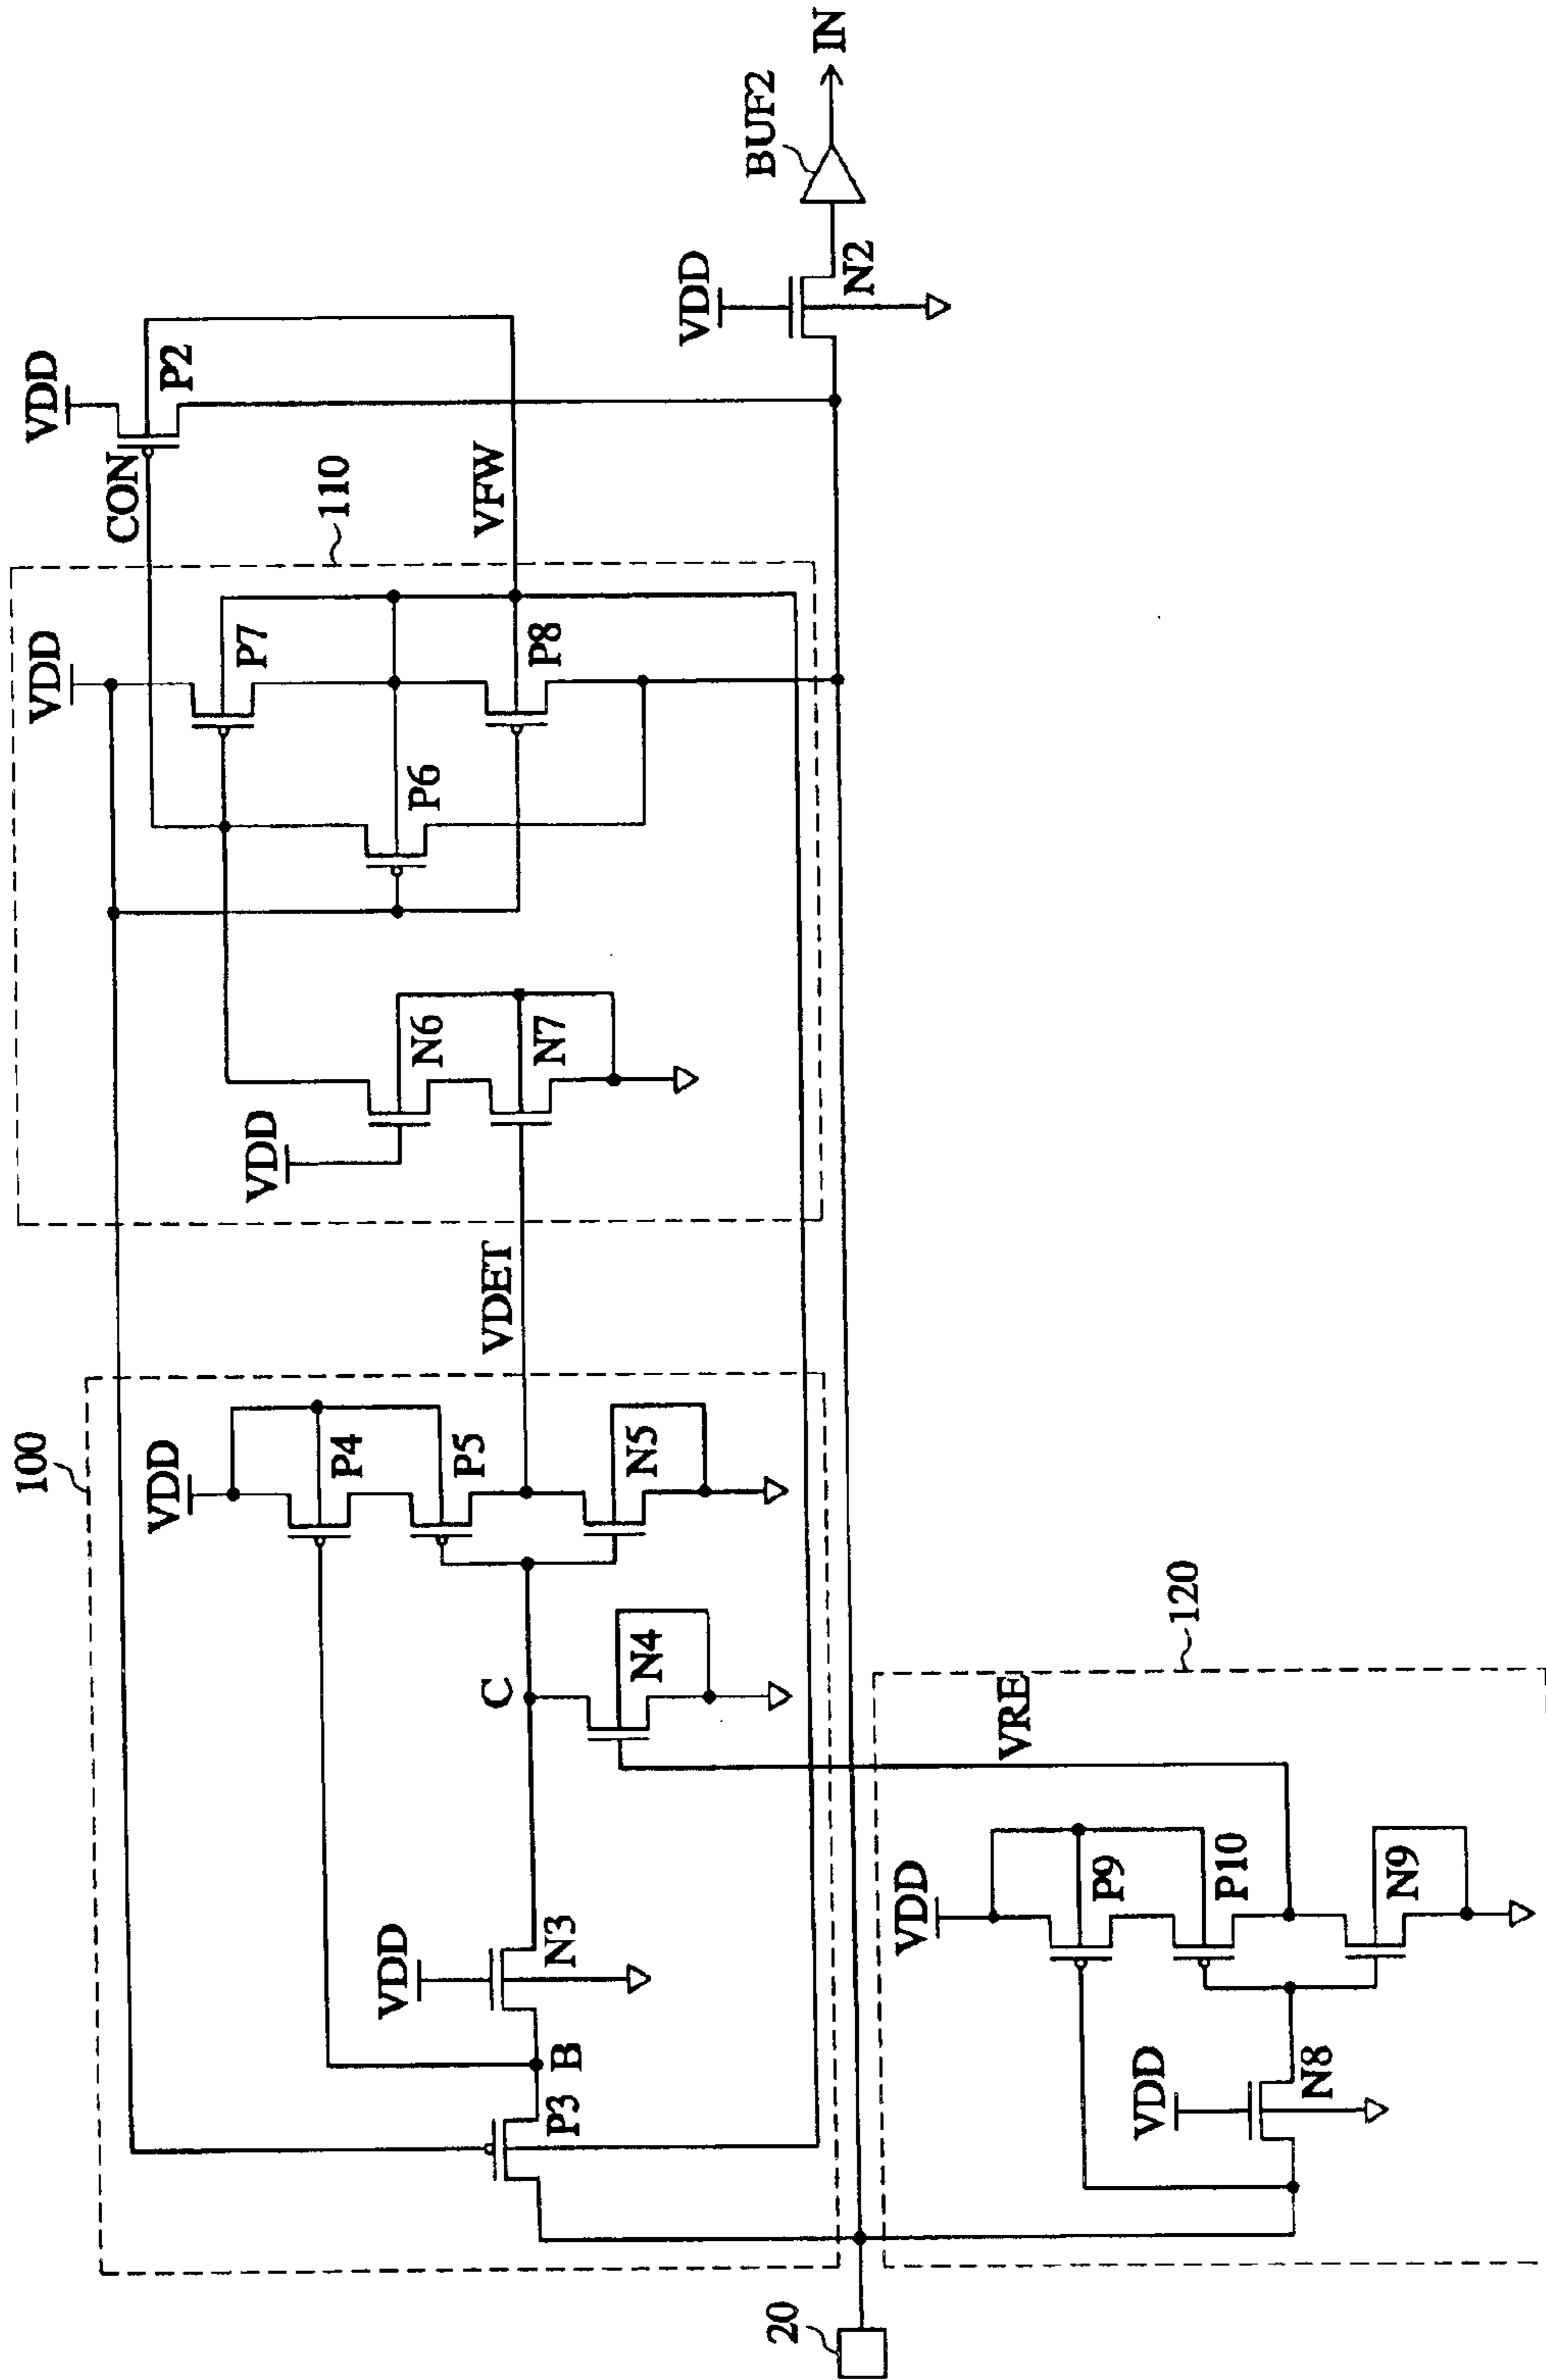 20
100
P3
B
VDD
N3
C
N4
VDD
P4
P5
N5
VDET
110
VDD
N6
N7
P6
VDD
P7
P8
CON
VFW
VDD
P2
VDD
N2
BUF2
IN
120
VDD
N8
VDD
P9
P10
N9
VRE